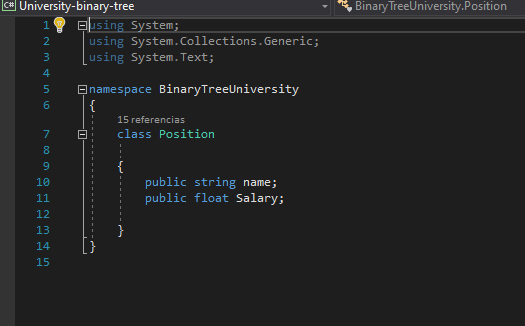 C# University-binary-tree BinaryTreeUniversity.Position
1 using System;
2 using System.Collections.Generic;
3 using System.Text;
4
5 namespace BinaryTreeUniversity
6 {
15 referencias
7 class Position
8
9 {
10 public string name;
11 public float Salary;
12
13 }
14 }
15